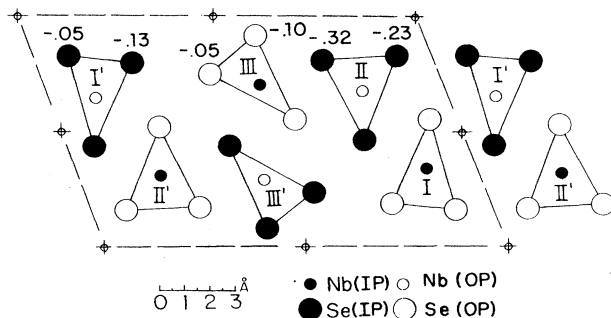 -.05 -.13 -.05 -.10 -.32 -.23
I' III II I'
II' III' I II'
0 1 2 3 Å
Nb(IP) Nb(OP)
Se(IP) Se(OP)